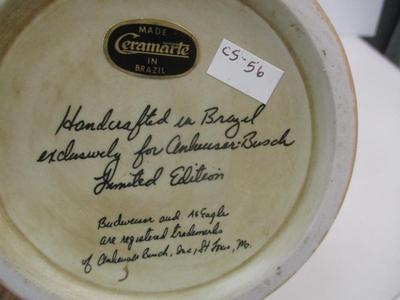 MADE
Ceramarte
IN
BRAZIL
CS-56
Handcrafted in Brazil
exclusively for Anheuser-Busch
Limited Edition
Budweiser and A&Eagle
are registered trademarks
of Anheuser Busch, Inc., St Louis, Mo.